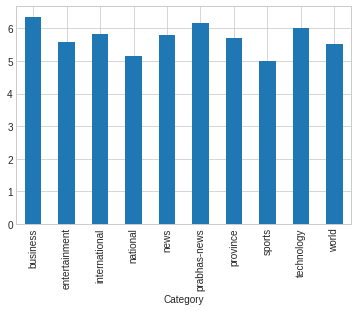 6
5
4
3
2
1
0
business
entertainment
international
national
news
prabhas-news
province
sports
technology
world
Category